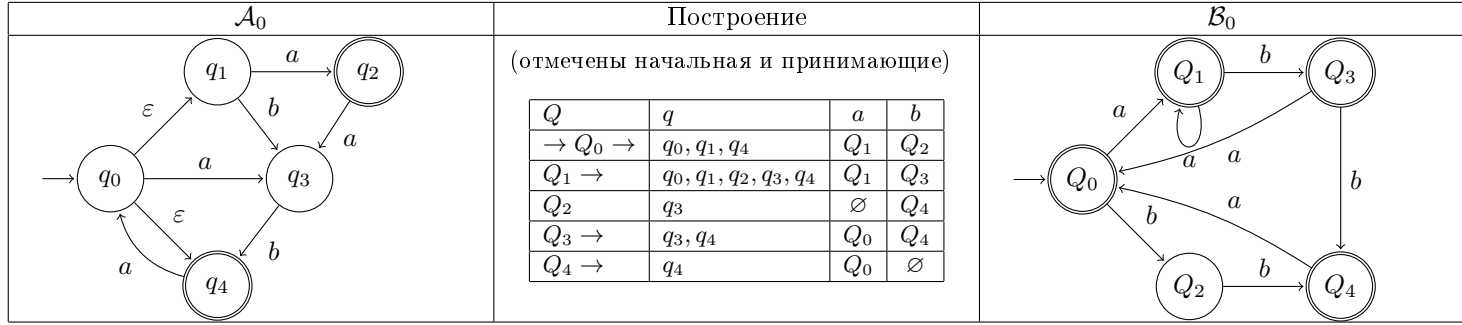 𝒜₀ Построение ℬ₀
(отмечены начальная и принимающие)
Q q a b
→ Q₀ → q₀, q₁, q₄ Q₁ Q₂
Q₁ → q₀, q₁, q₂, q₃, q₄ Q₁ Q₃
Q₂ q₃ ∅ Q₄
Q₃ → q₃, q₄ Q₀ Q₄
Q₄ → q₄ Q₀ ∅
q₁ a q₂
ε b a
q₀ a q₃
ε b
a
q₄
Q₁ b Q₃
a a a
Q₀ b
b a
Q₂ b Q₄